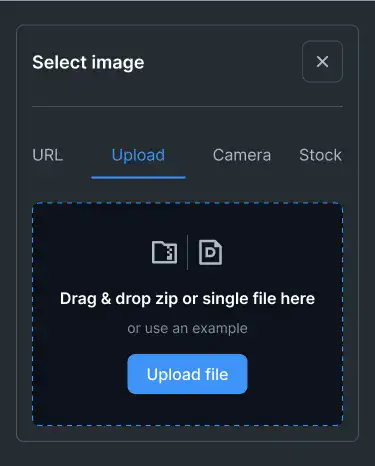 Select image
URL Upload Camera Stock
Drag & drop zip or single file here
or use an example
Upload file